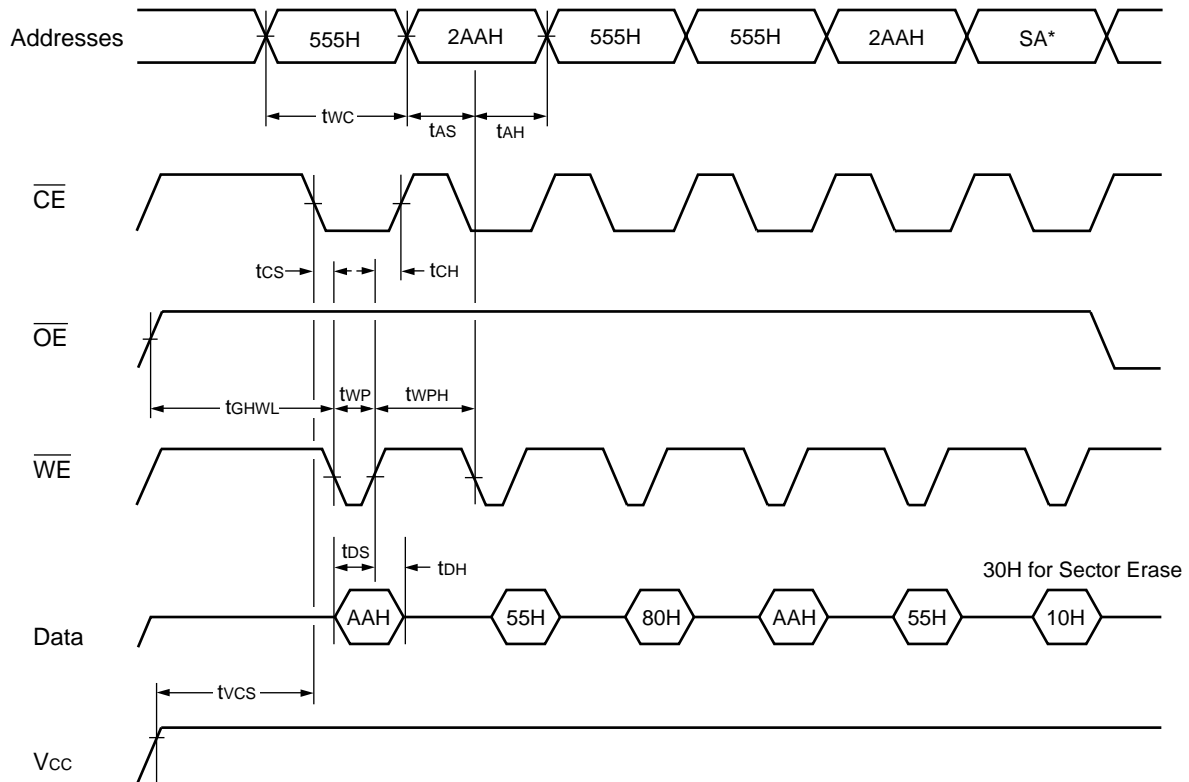 Addresses 555H 2AAH 555H 555H 2AAH SA*
tWC tAS tAH
CE
tCS tCH
OE
tGHWL tWP tWPH
WE
tDS tDH
30H for Sector Erase
Data AAH 55H 80H AAH 55H 10H
tVCS
VCC